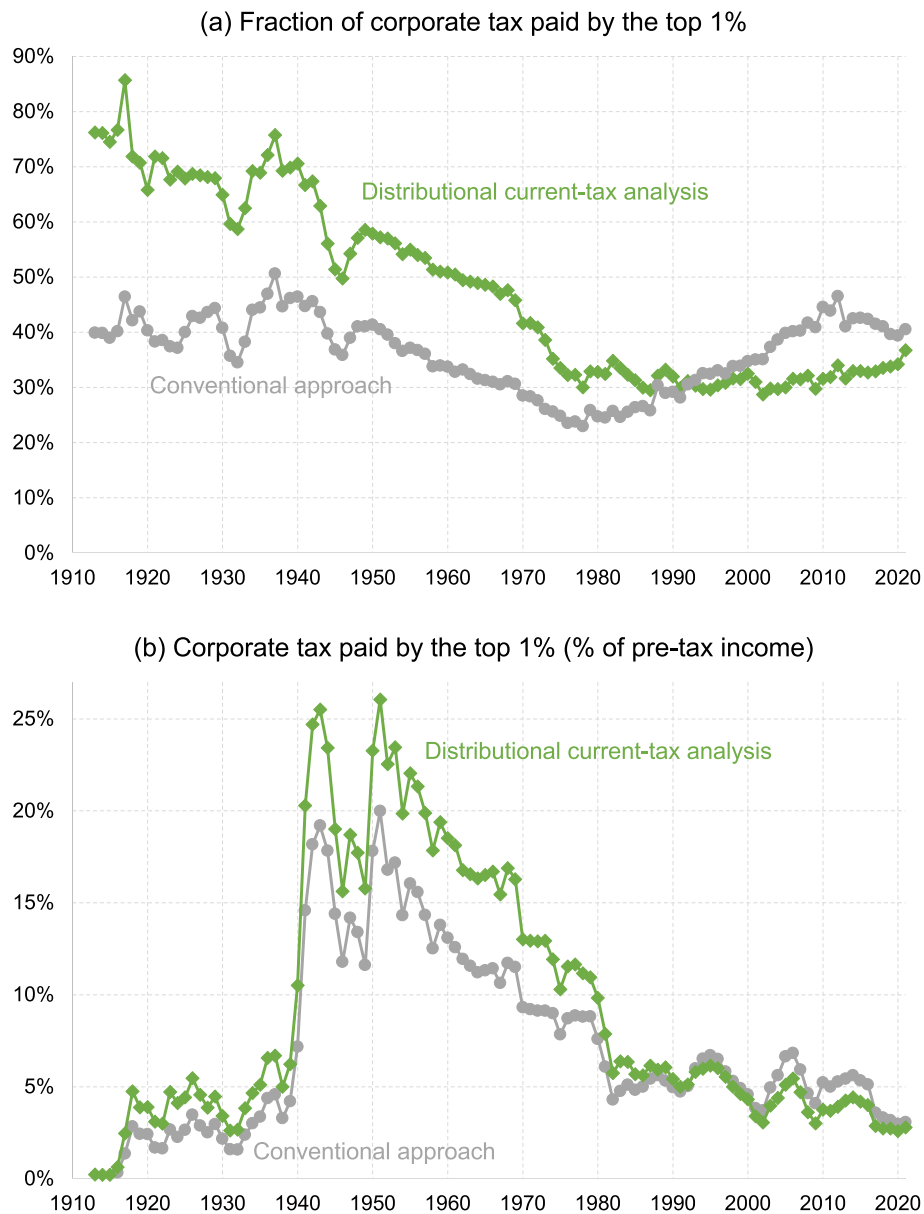 (a) Fraction of corporate tax paid by the top 1%
90%
80%
70%
Distributional current-tax analysis
60%
50%
40%
Conventional approach
30%
20%
10%
0%
1910 1920 1930 1940 1950 1960 1970 1980 1990 2000 2010 2020
(b) Corporate tax paid by the top 1% (% of pre-tax income)
25%
Distributional current-tax analysis
20%
15%
10%
5%
Conventional approach
0%
1910 1920 1930 1940 1950 1960 1970 1980 1990 2000 2010 2020